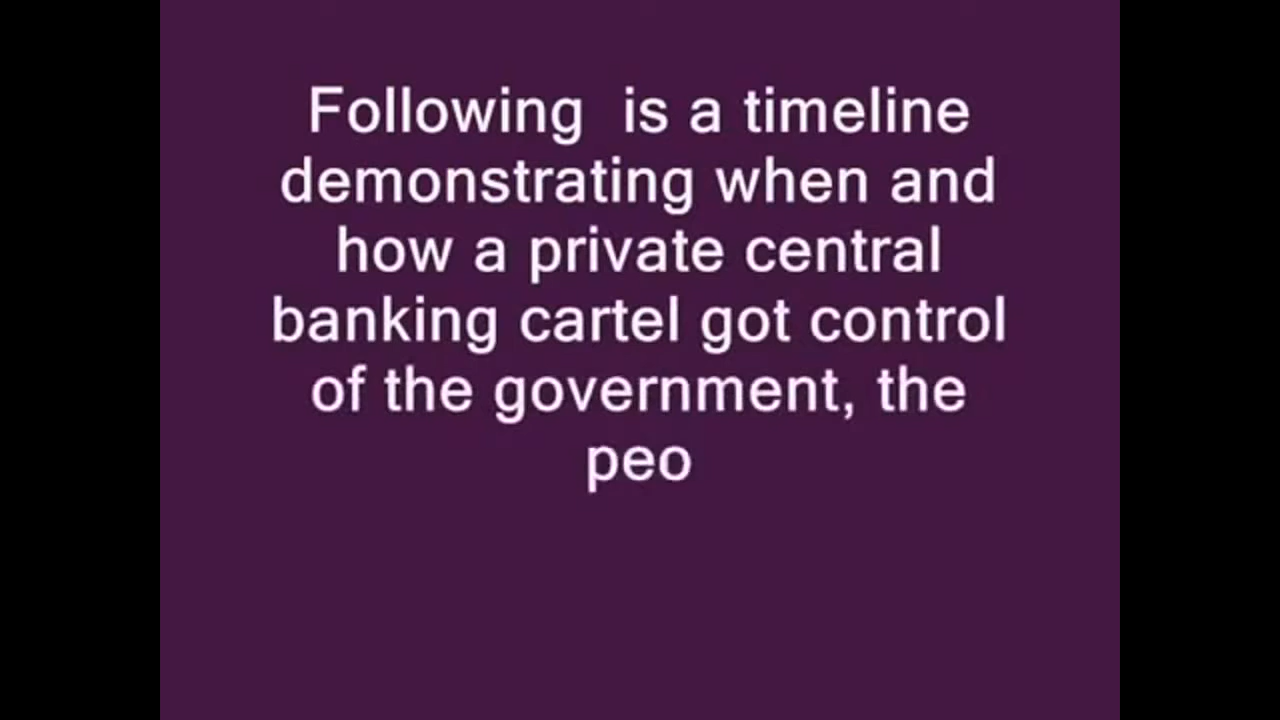 Following  is a timeline
demonstrating when and
how a private central
banking cartel got control
of the government, the
peo